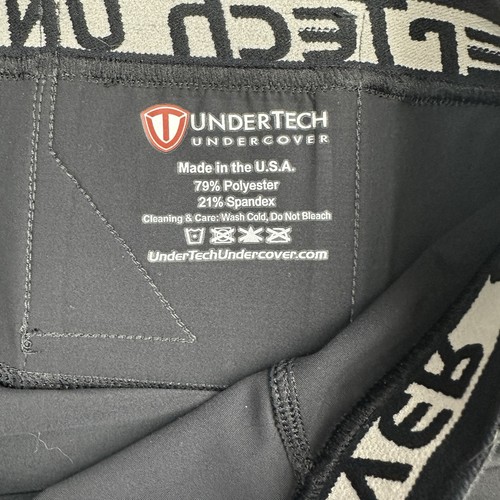 UNDERTECH
UNDERCOVER
Made in the U.S.A.
79% Polyester
21% Spandex
Cleaning & Care: Wash Cold, Do Not Bleach
UnderTechUndercover.com